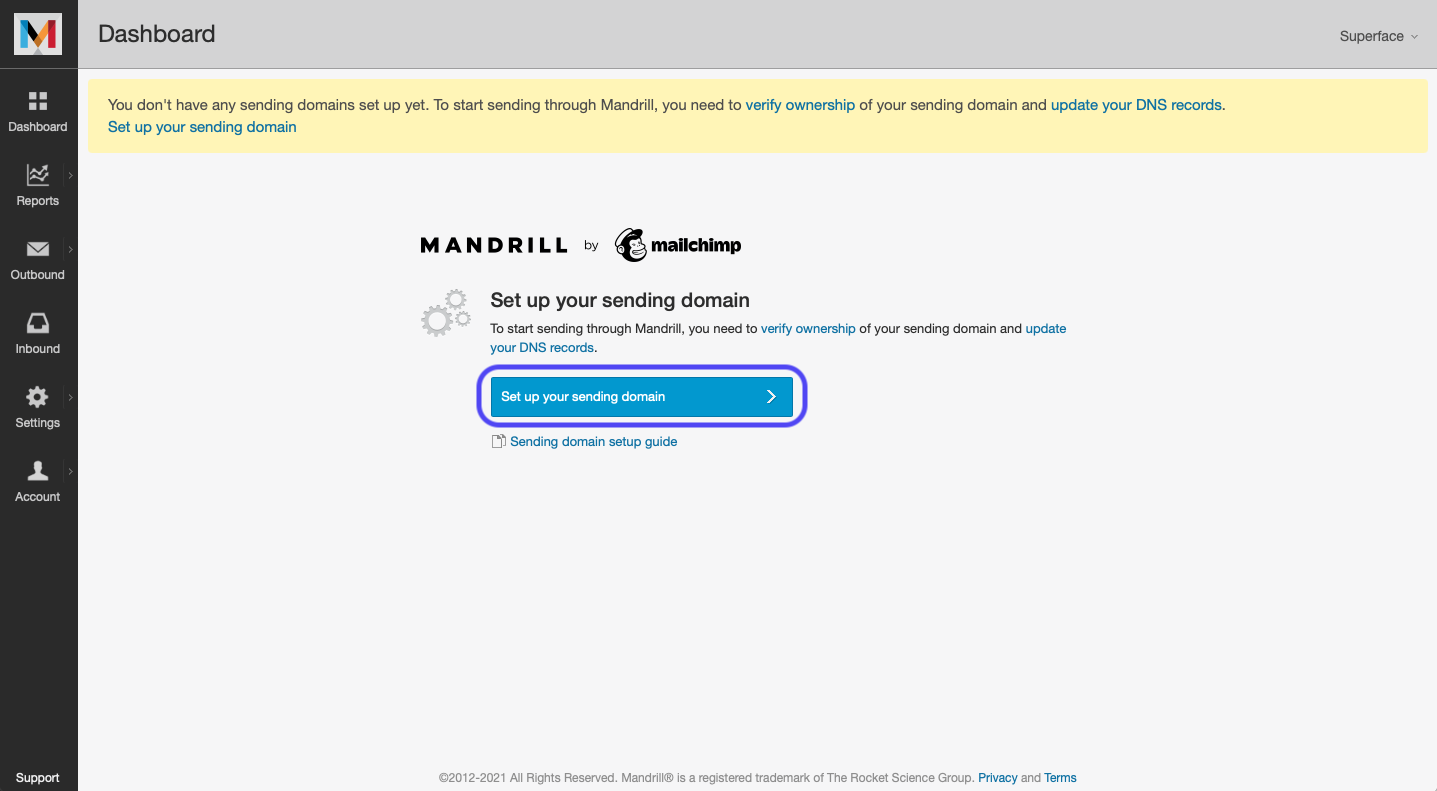 Dashboard
Superface
Dashboard
Reports
Outbound
Inbound
Settings
Account
Support
You don't have any sending domains set up yet. To start sending through Mandrill, you need to verify ownership of your sending domain and update your DNS records.
Set up your sending domain
MANDRILL by mailchimp
Set up your sending domain
To start sending through Mandrill, you need to verify ownership of your sending domain and update
your DNS records.
Set up your sending domain
Sending domain setup guide
©2012-2021 All Rights Reserved. Mandrill® is a registered trademark of The Rocket Science Group. Privacy and Terms